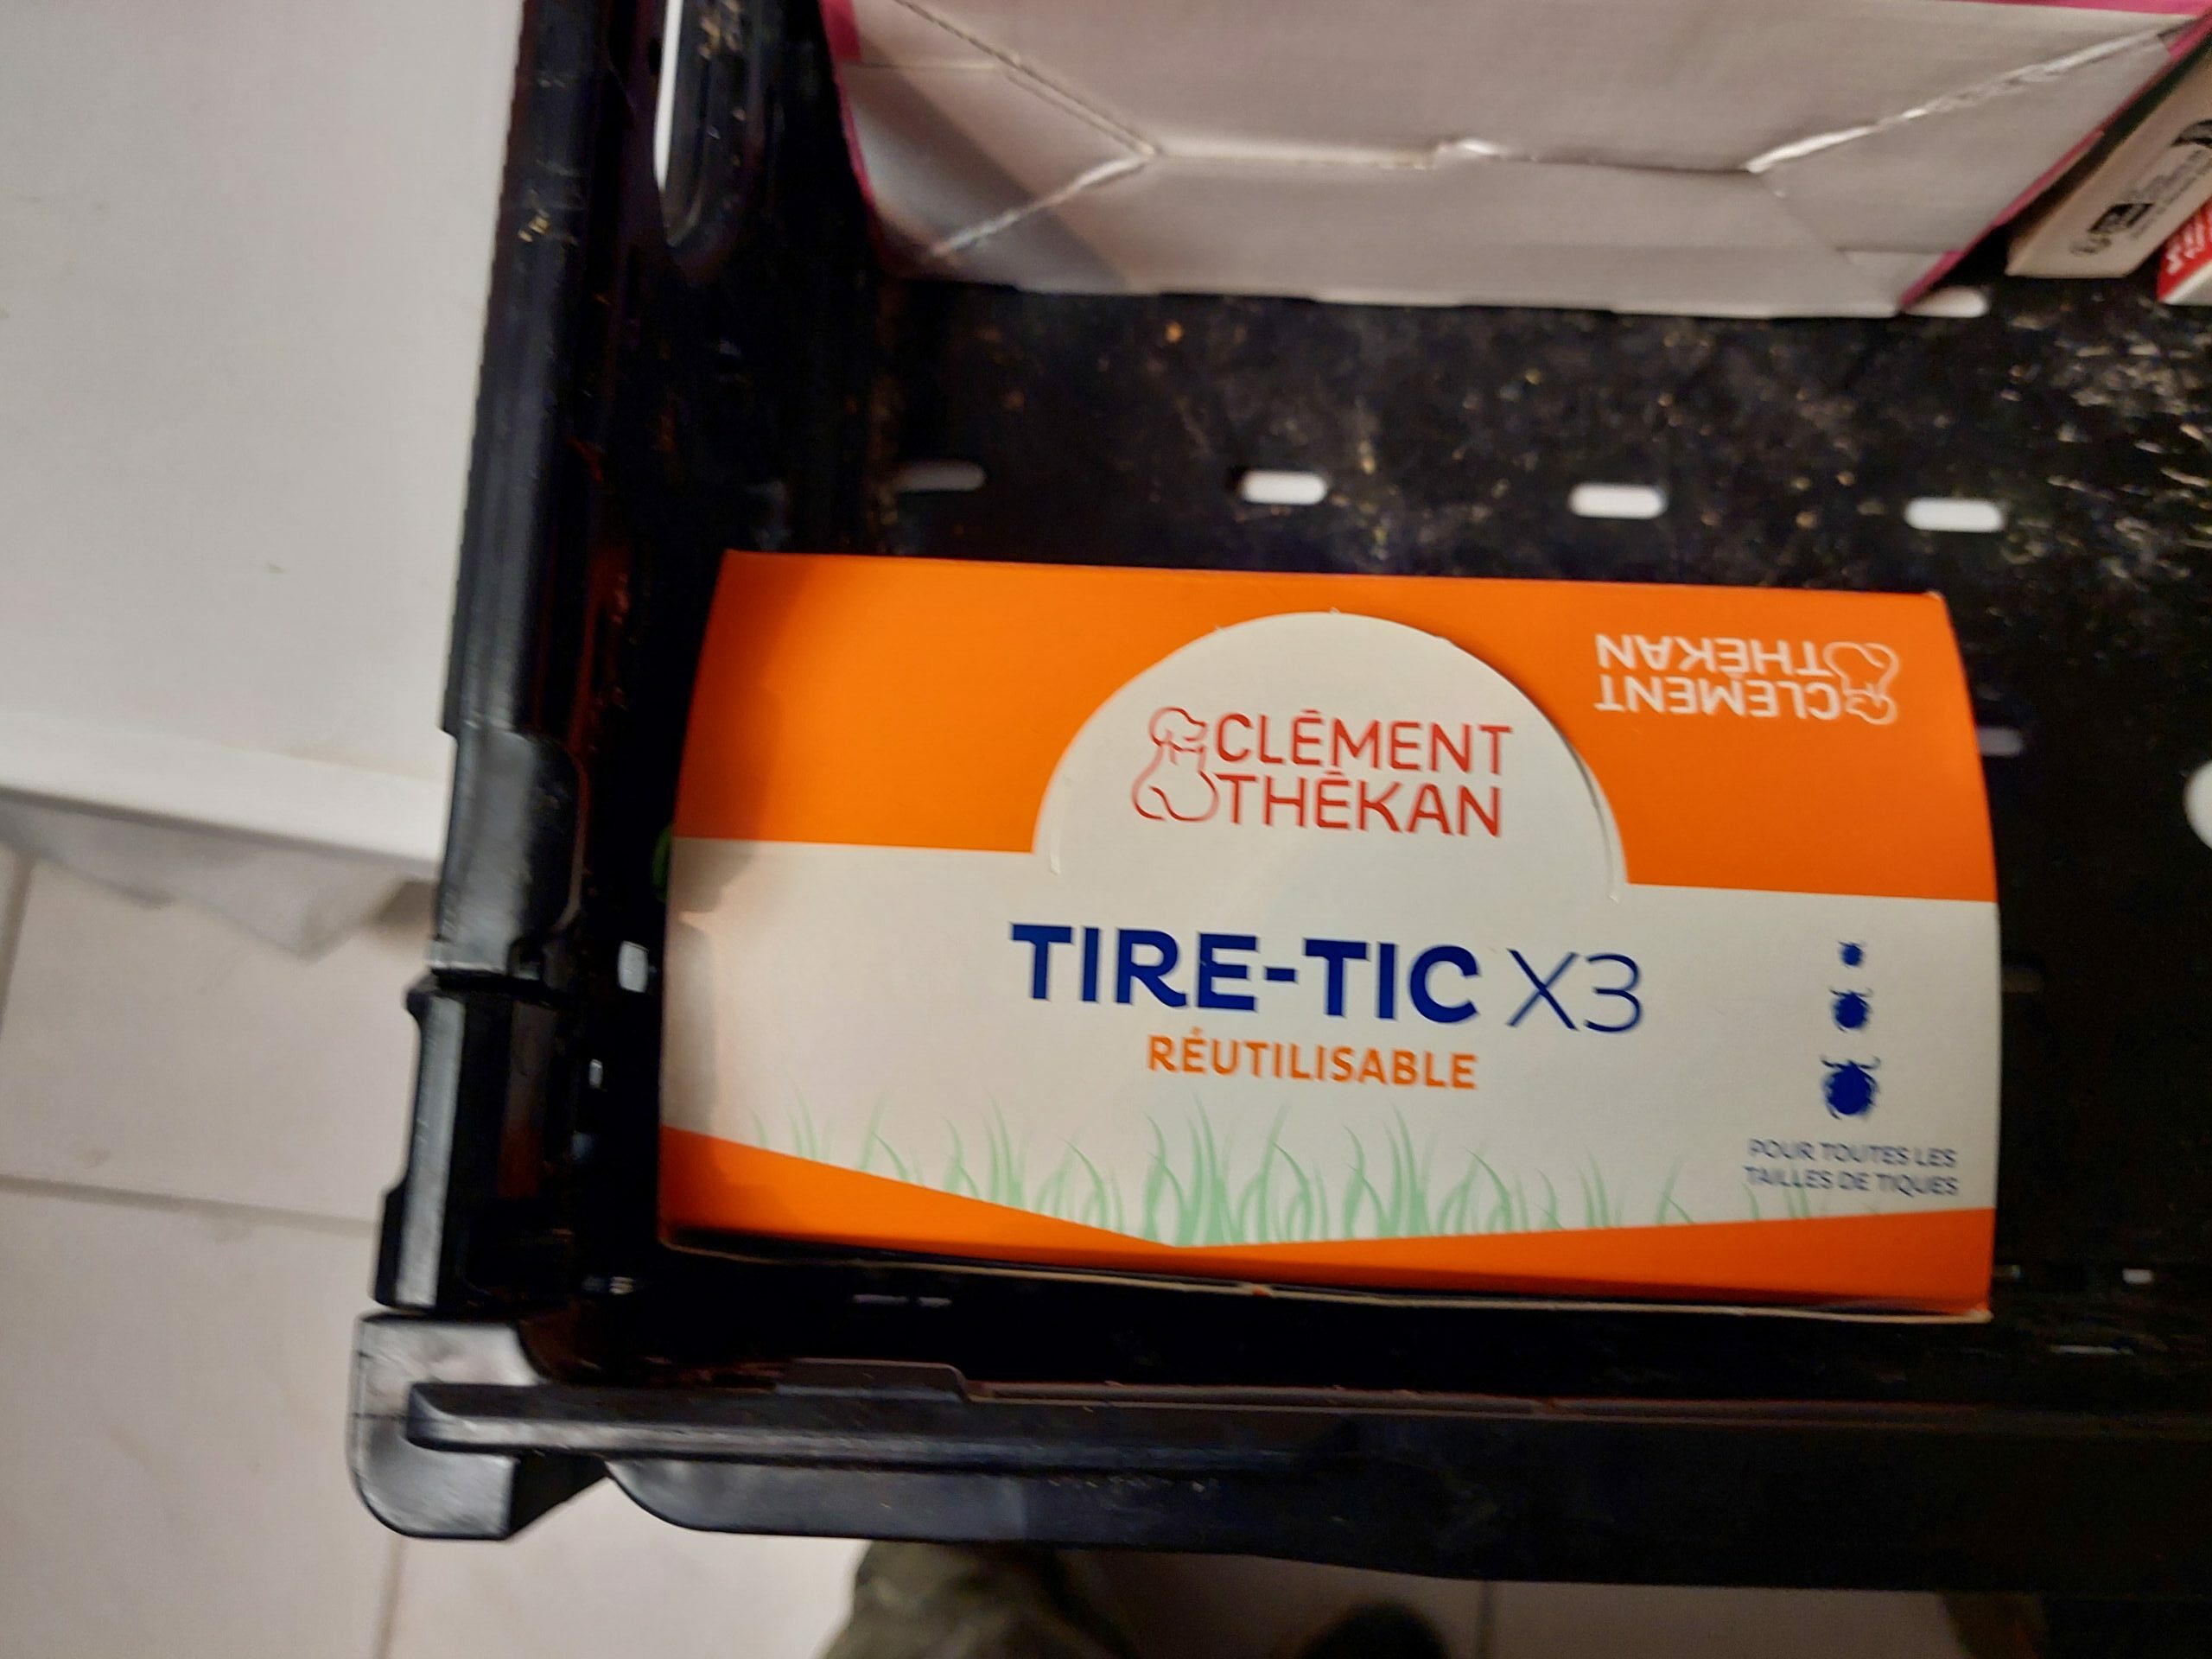 CLÉMENT
THÉKAN
CLÉMENT
THÉKAN
TIRE-TIC X3
RÉUTILISABLE
POUR TOUTES LES
TAILLES DE TIQUES